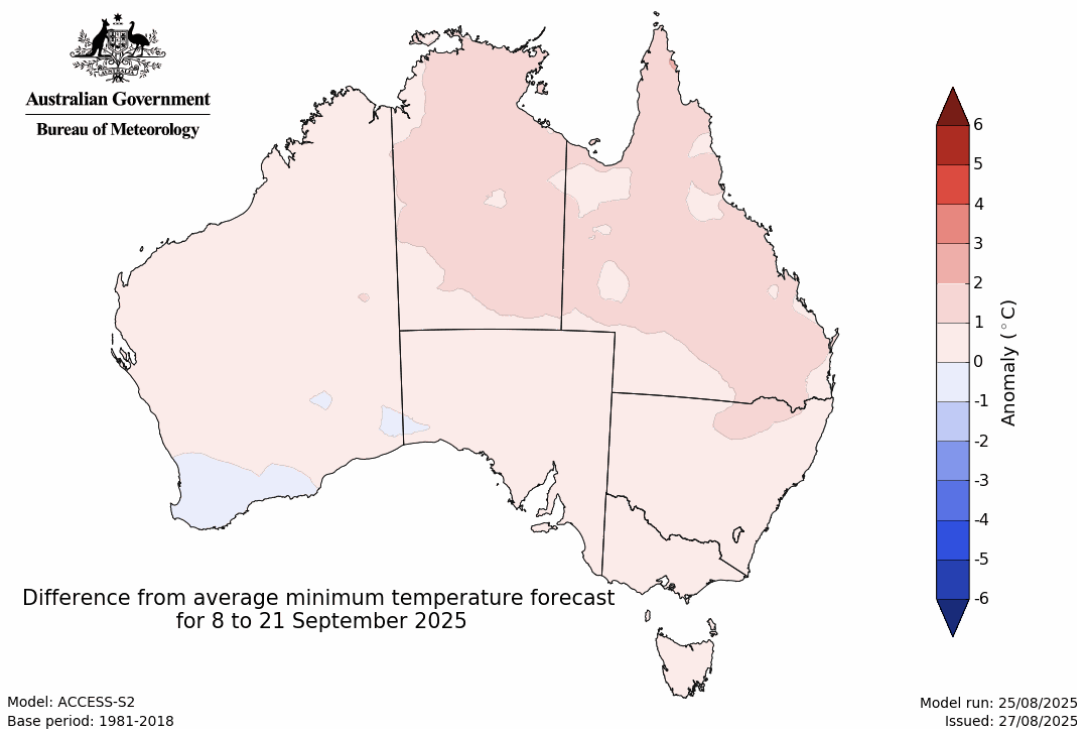 Australian Government
Bureau of Meteorology
6
5
4
3
2
1
0
-1
-2
-3
-4
-5
-6
Anomaly (°C)
Difference from average minimum temperature forecast
for 8 to 21 September 2025
Model: ACCESS-S2
Base period: 1981-2018
Model run: 25/08/2025
Issued: 27/08/2025